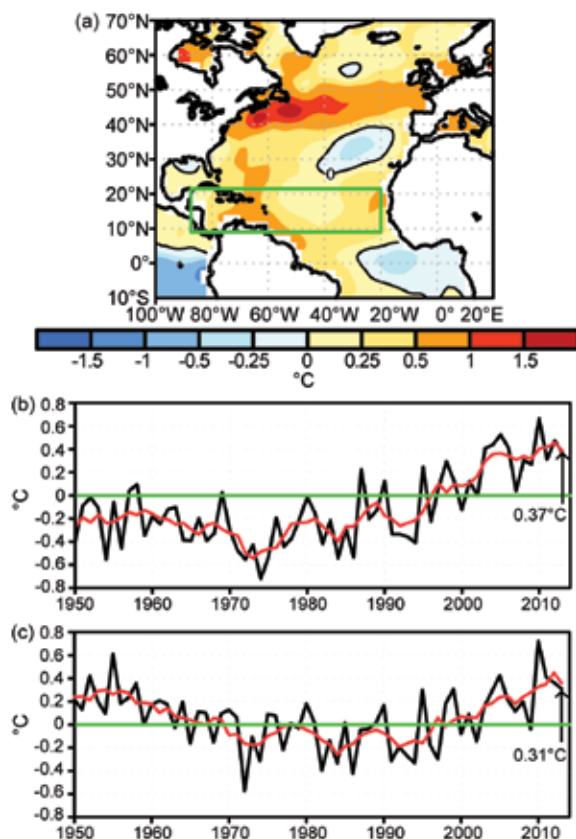 (a)
70°N
60°N
50°N
40°N
30°N
20°N
10°N
0°
10°S
0
100°W 80°W 60°W 40°W 20°W 0° 20°E
-1.5 -1 -0.5 -0.25 0 0.25 0.5 1 1.5
°C
(b)
0.8
0.6
0.4
0.2
0
-0.2
-0.4
-0.6
-0.8
°C
0.37°C
1950 1960 1970 1980 1990 2000 2010
(c)
0.8
0.6
0.4
0.2
0
-0.2
-0.4
-0.6
-0.8
°C
0.31°C
1950 1960 1970 1980 1990 2000 2010